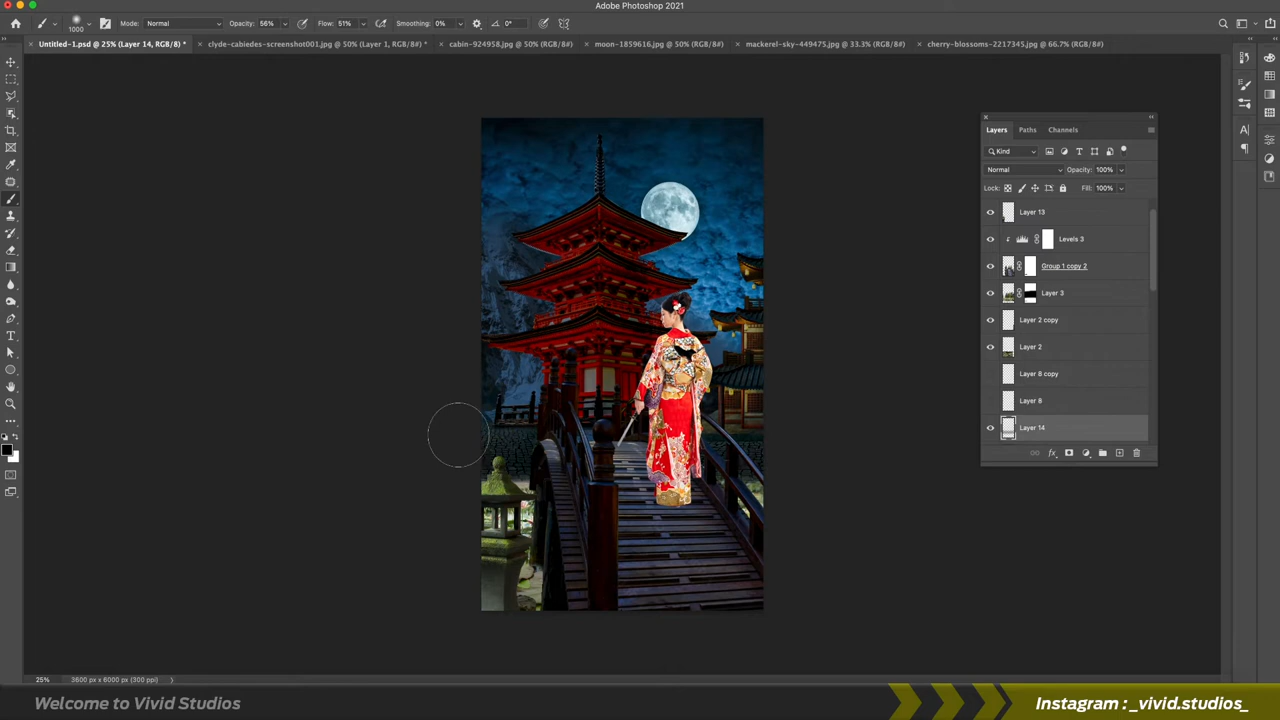 Adobe Photoshop 2021
1000
Mode: Normal
Opacity: 56%
Flow: 51%
Smoothing: 0%
0°
Untitled-1.psd @ 25% (Layer 14, RGB/8) *
clyde-cabiedes-screenshot001.jpg @ 50% (Layer 1, RGB/8#) *
cabin-924958.jpg @ 50% (RGB/8#)
moon-1859616.jpg @ 50% (RGB/8#)
mackerel-sky-449475.jpg @ 33.3% (RGB/8#)
cherry-blossoms-2217345.jpg @ 66.7% (RGB/8#)
Layers Paths Channels
Kind
Normal Opacity: 100%
Lock: Fill: 100%
Layer 13
Levels 3
Group 1 copy 2
Layer 3
Layer 2 copy
Layer 2
Layer 8 copy
Layer 8
Layer 14
fx
25% 3600 px x 6000 px (300 ppi)
Welcome to Vivid Studios
Instagram : _vivid.studios_